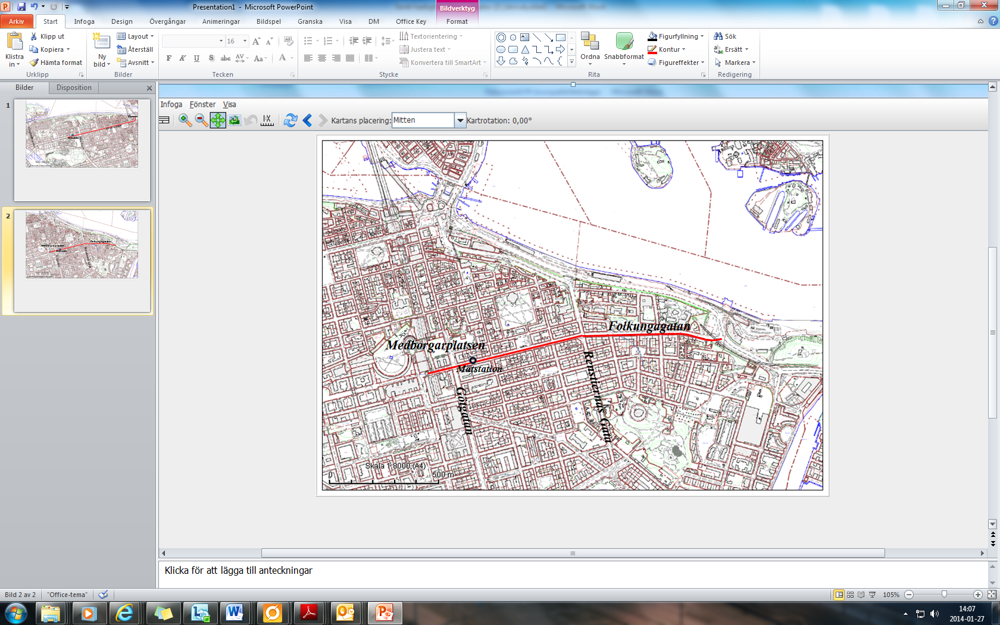 Presentation1 - Microsoft PowerPoint
Bildverktyg
Arkiv Start Infoga Design Övergångar Animeringar Bildspel Granska Visa DM Office Key Format
Klistra in
Klipp ut
Kopiera
Hämta format
Urklipp
Ny bild
Layout
Återställ
Avsnitt
Bilder
16
F K U S abc AV Aa A
Tecken
Textorientering
Justera text
Konvertera till SmartArt
Stycke
Ordna
Snabbformat
Figurfyllning
Kontur
Figureffekter
Rita
Sök
Ersätt
Markera
Redigering
Bilder Disposition
1
2
Infoga Fönster Visa
Kartans placering: Mitten Kartrotation: 0,00°
Folkungagatan
Medborgarplatsen
Mätstation
Götgatan
Renstiernas Gata
Skala 1:8000 (A4)
0 500 m
Klicka för att lägga till anteckningar
Bild 2 av 2 "Office-tema" 105%
14:07
2014-01-27